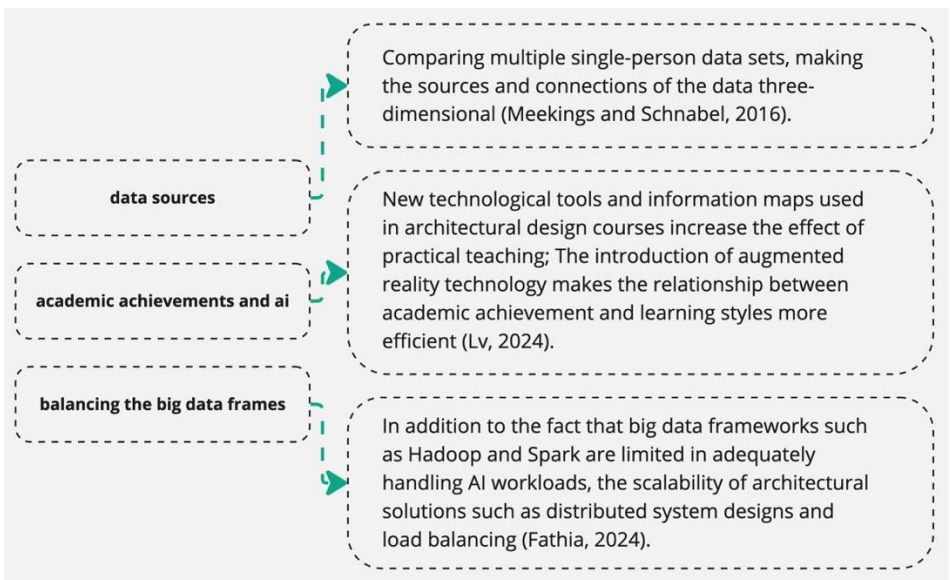 data sources
Comparing multiple single-person data sets, making
the sources and connections of the data three-
dimensional (Meekings and Schnabel, 2016).
academic achievements and ai
New technological tools and information maps used
in architectural design courses increase the effect of
practical teaching; The introduction of augmented
reality technology makes the relationship between
academic achievement and learning styles more
efficient (Lv, 2024).
balancing the big data frames
In addition to the fact that big data frameworks such
as Hadoop and Spark are limited in adequately
handling AI workloads, the scalability of architectural
solutions such as distributed system designs and
load balancing (Fathia, 2024).